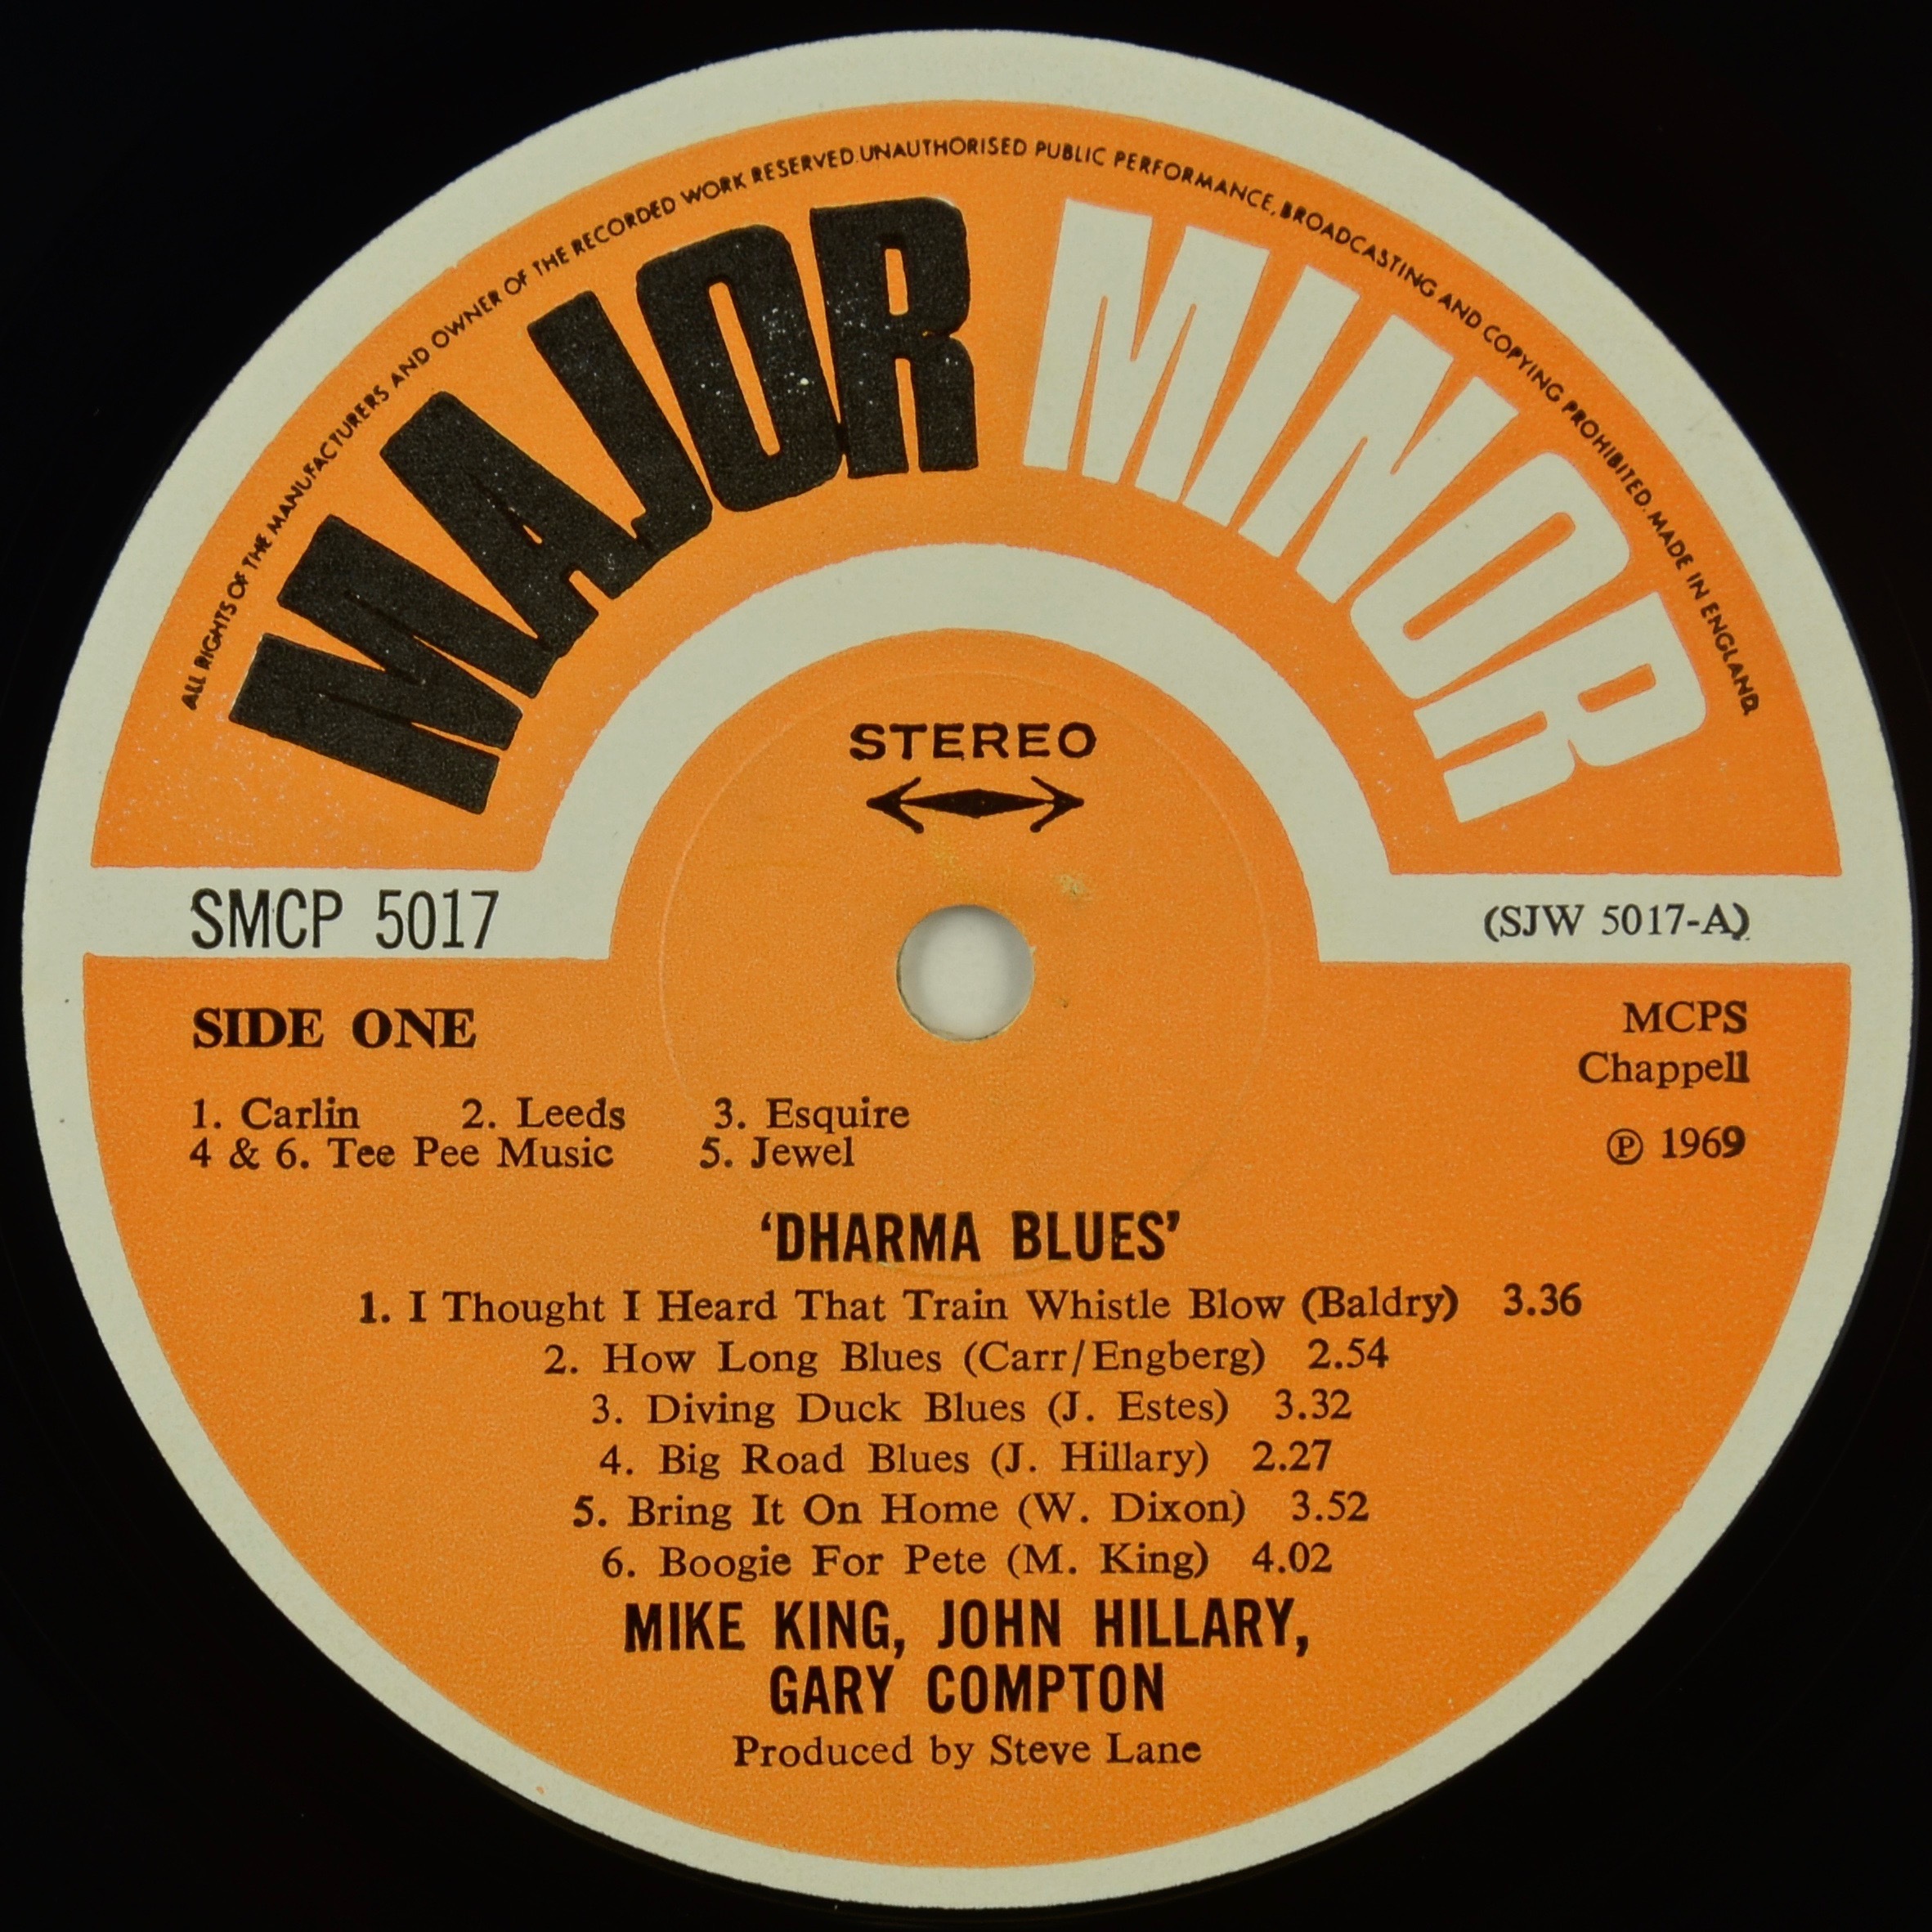 ALL RIGHTS OF THE MANUFACTURERS AND OWNER OF THE RECORDED WORK RESERVED. UNAUTHORISED PUBLIC PERFORMANCE, BROADCASTING AND COPYING PROHIBITED. MADE IN ENGLAND.
MAJOR MINOR
STEREO
SMCP 5017
(SJW 5017-A)
SIDE ONE
MCPS
Chappell
1. Carlin 2. Leeds 3. Esquire
4 & 6. Tee Pee Music 5. Jewel
℗ 1969
‘DHARMA BLUES’
1. I Thought I Heard That Train Whistle Blow (Baldry) 3.36
2. How Long Blues (Carr/Engberg) 2.54
3. Diving Duck Blues (J. Estes) 3.32
4. Big Road Blues (J. Hillary) 2.27
5. Bring It On Home (W. Dixon) 3.52
6. Boogie For Pete (M. King) 4.02
MIKE KING, JOHN HILLARY,
GARY COMPTON
Produced by Steve Lane